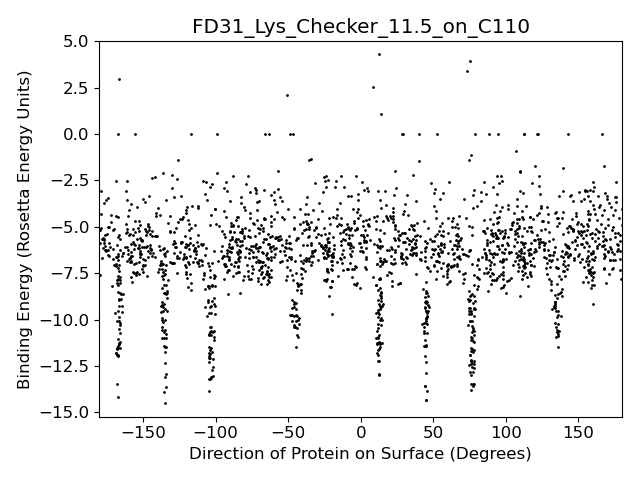 FD31_Lys_Checker_11.5_on_C110
5.0
2.5
0.0
−2.5
−5.0
−7.5
−10.0
−12.5
−15.0
Binding Energy (Rosetta Energy Units)
−150 −100 −50 0 50 100 150
Direction of Protein on Surface (Degrees)